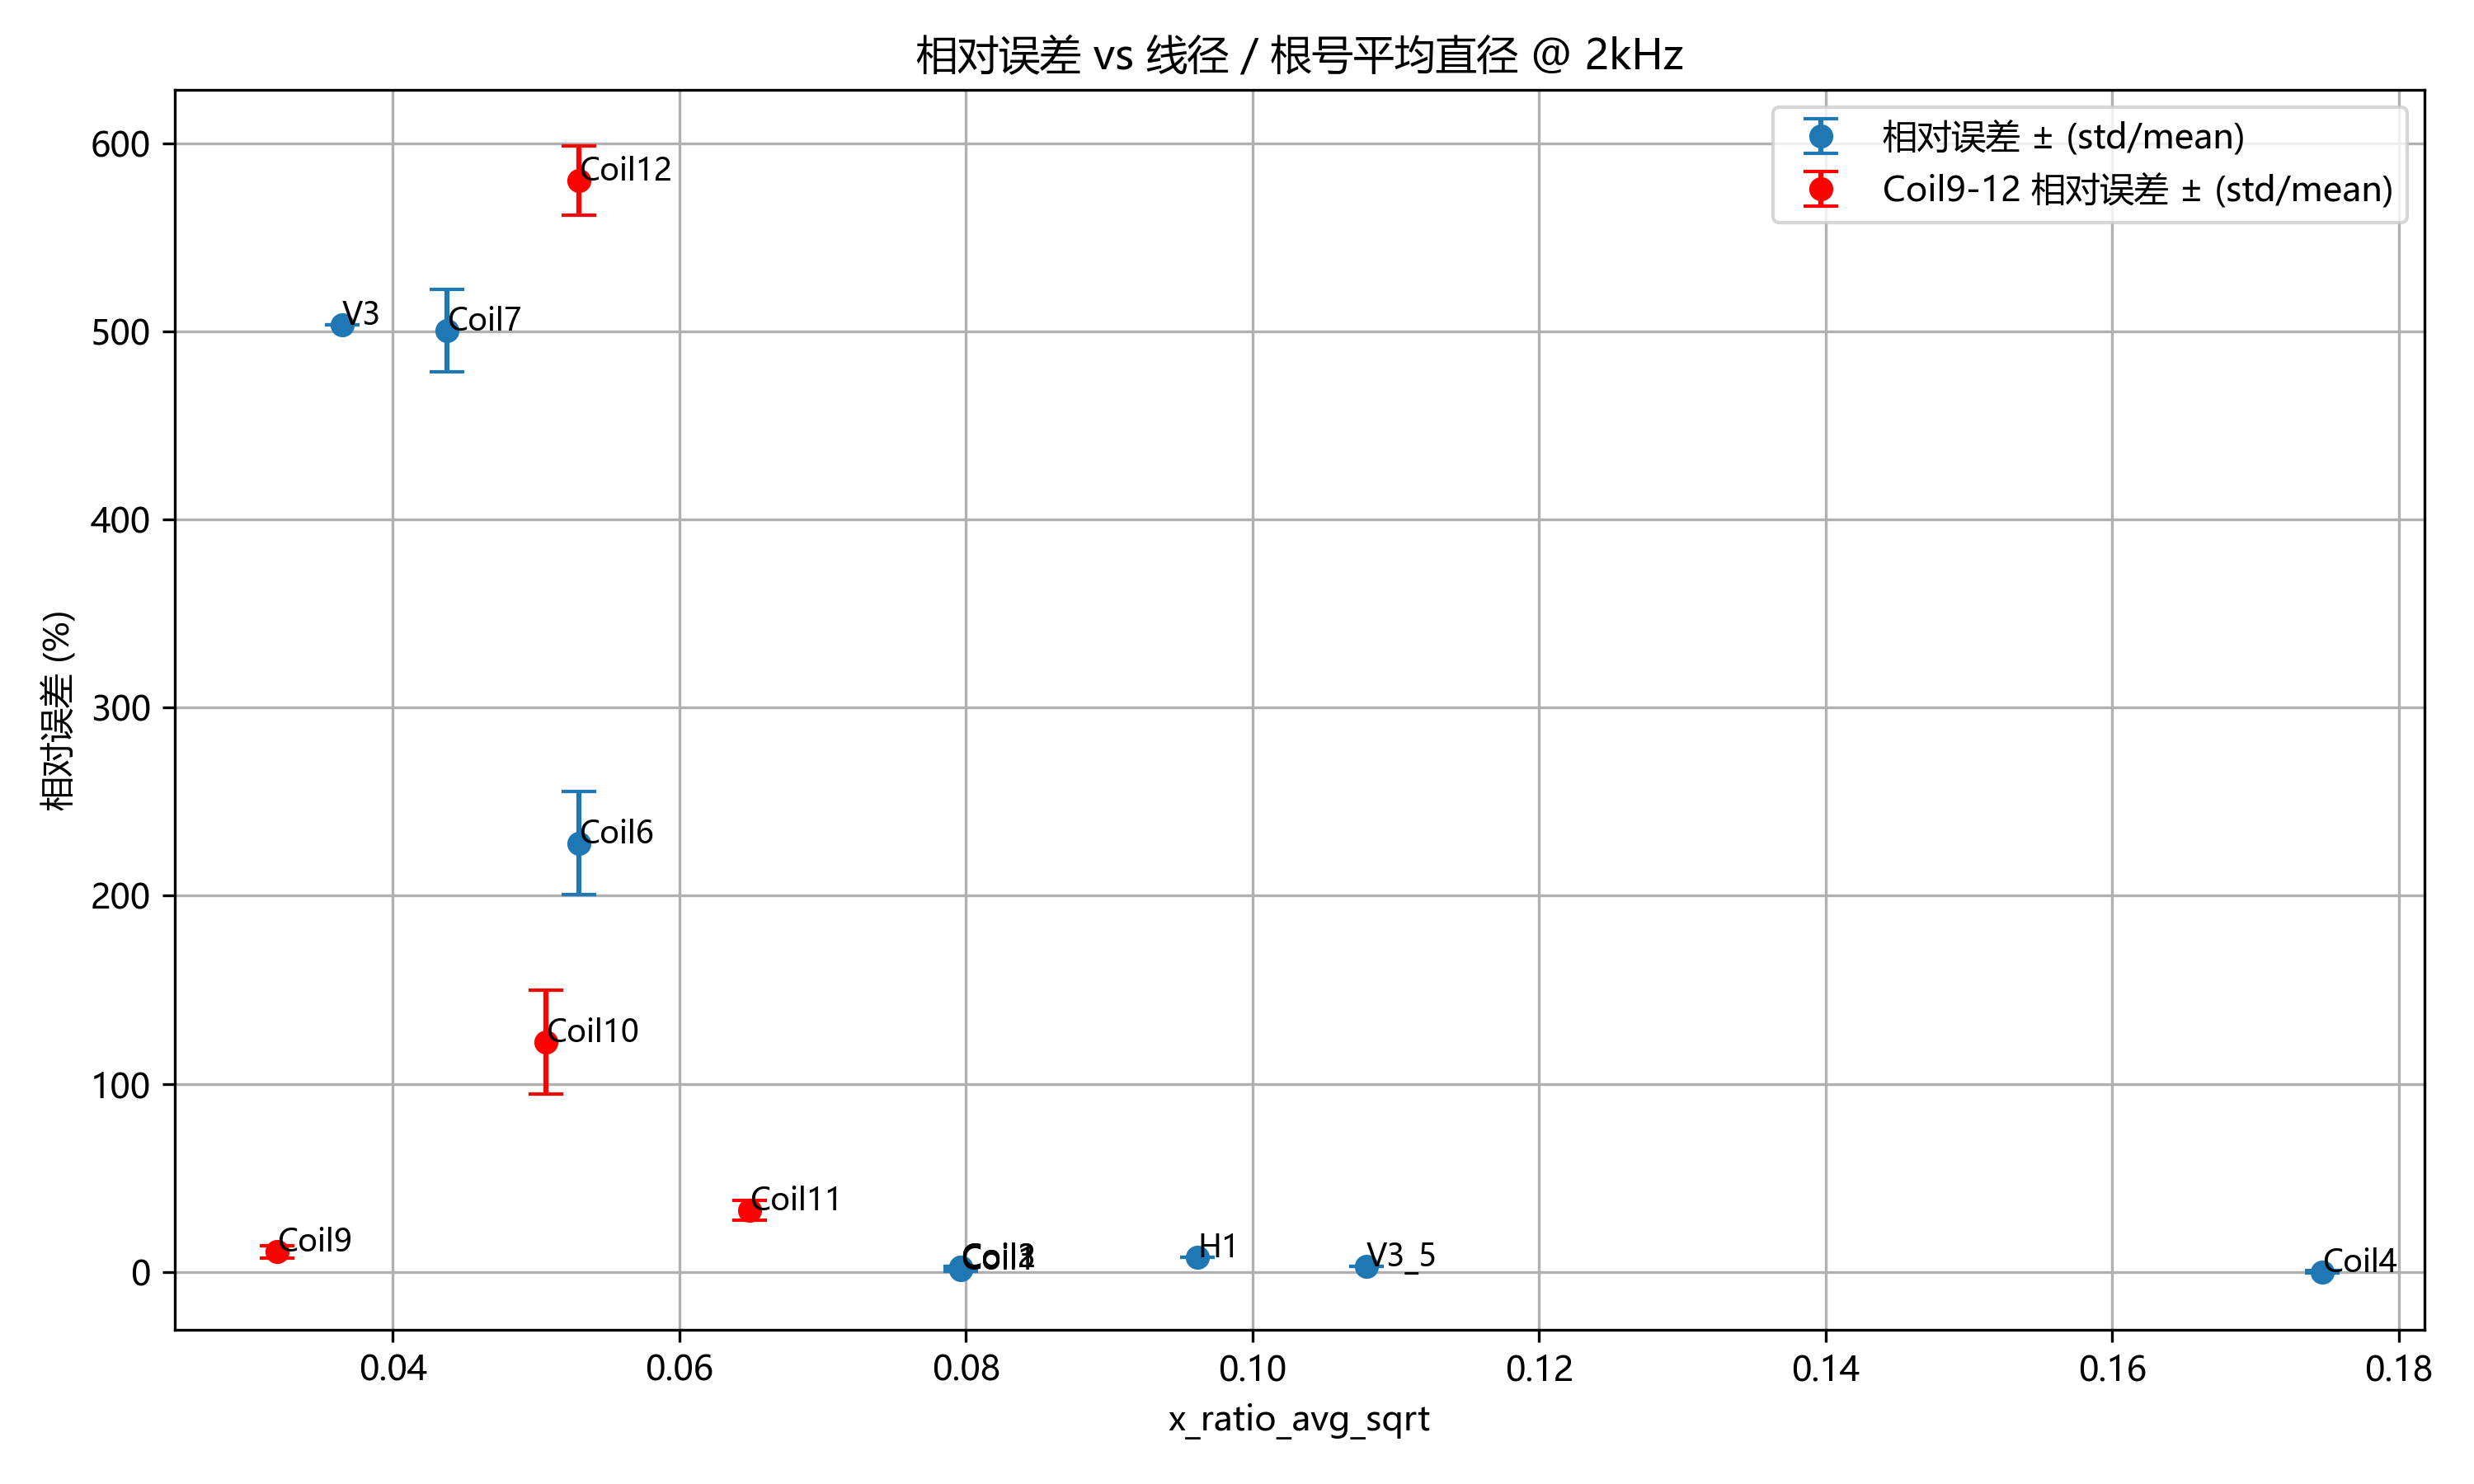 相对误差 vs 线径 / 根号平均直径 @ 2kHz
相对误差 ± (std/mean)
Coil9-12 相对误差 ± (std/mean)
相对误差 (%)
600
500
400
300
200
100
0
Coil12
V3
Coil7
Coil6
Coil10
Coil11
Coil9
H1
V3_5
Coil4
0.04
0.06
0.08
0.10
0.12
0.14
0.16
0.18
x_ratio_avg_sqrt